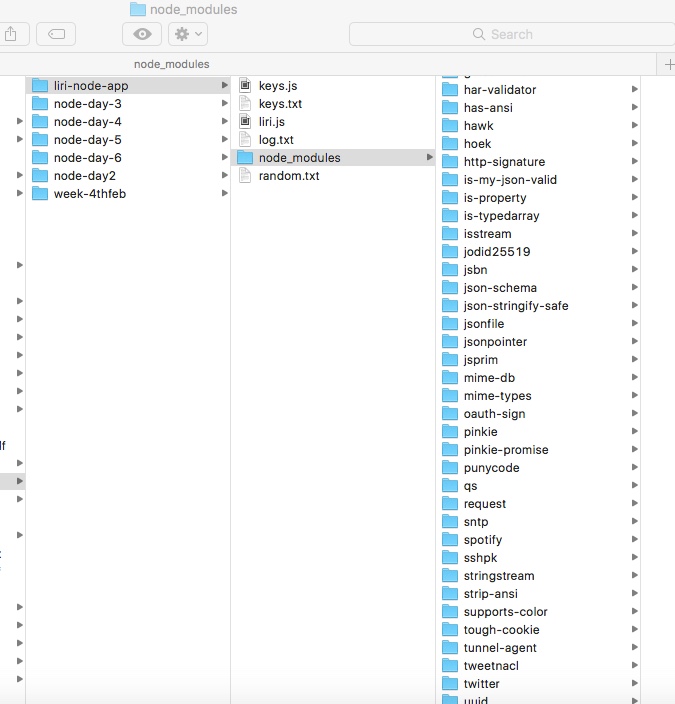 node_modules
Search
node_modules
liri-node-app
node-day-3
node-day-4
node-day-5
node-day-6
node-day2
week-4thfeb
keys.js
keys.txt
liri.js
log.txt
node_modules
random.txt
har-validator
has-ansi
hawk
hoek
http-signature
is-my-json-valid
is-property
is-typedarray
isstream
jodid25519
jsbn
json-schema
json-stringify-safe
jsonfile
jsonpointer
jsprim
mime-db
mime-types
oauth-sign
pinkie
pinkie-promise
punycode
qs
request
sntp
spotify
sshpk
stringstream
strip-ansi
supports-color
tough-cookie
tunnel-agent
tweetnacl
twitter
uuid